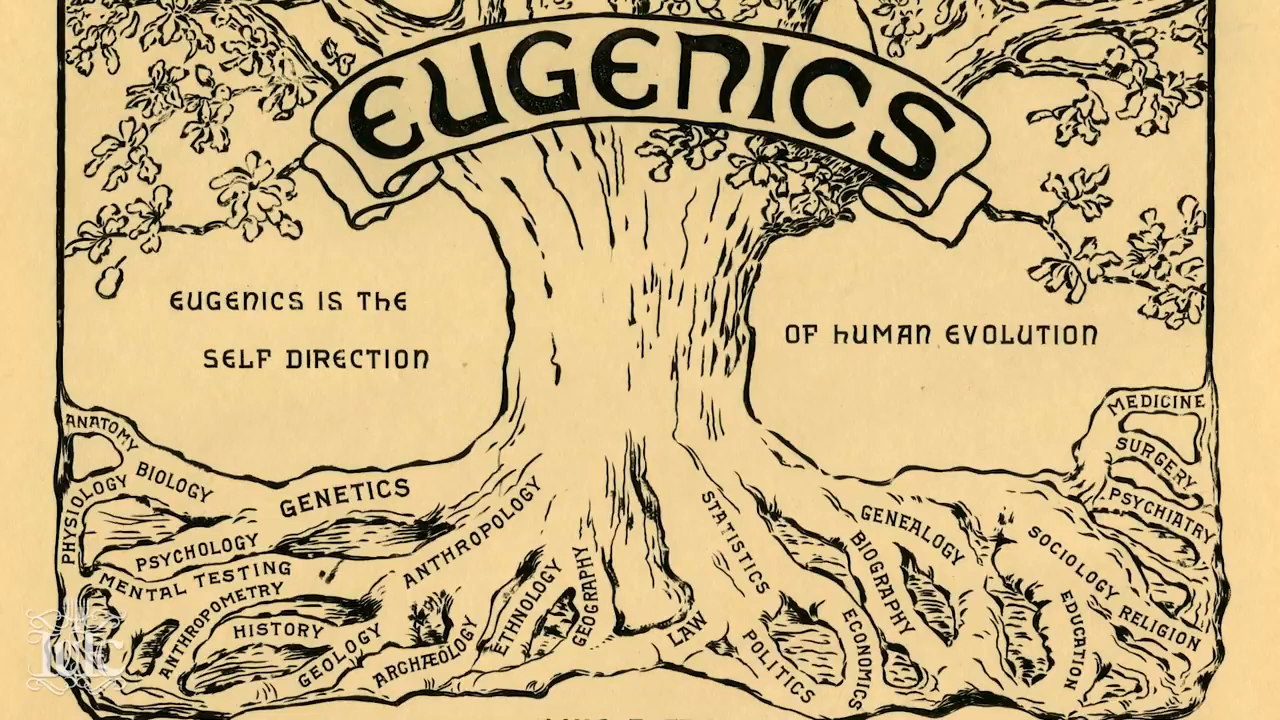 EUGENICS
EUGENICS IS THE
SELF DIRECTION
OF HUMAN EVOLUTION
ANATOMY
BIOLOGY
PHYSIOLOGY
GENETICS
PSYCHOLOGY
MENTAL TESTING
ANTHROPOMETRY
HISTORY
ANTHROPOLOGY
GEOLOGY
ARCHÆOLOGY
ETHNOLOGY
GEOGRAPHY
LAW
STATISTICS
POLITICS
ECONOMICS
BIOGRAPHY
GENEALOGY
EDUCATION
SOCIOLOGY
RELIGION
PSYCHIATRY
SURGERY
MEDICINE